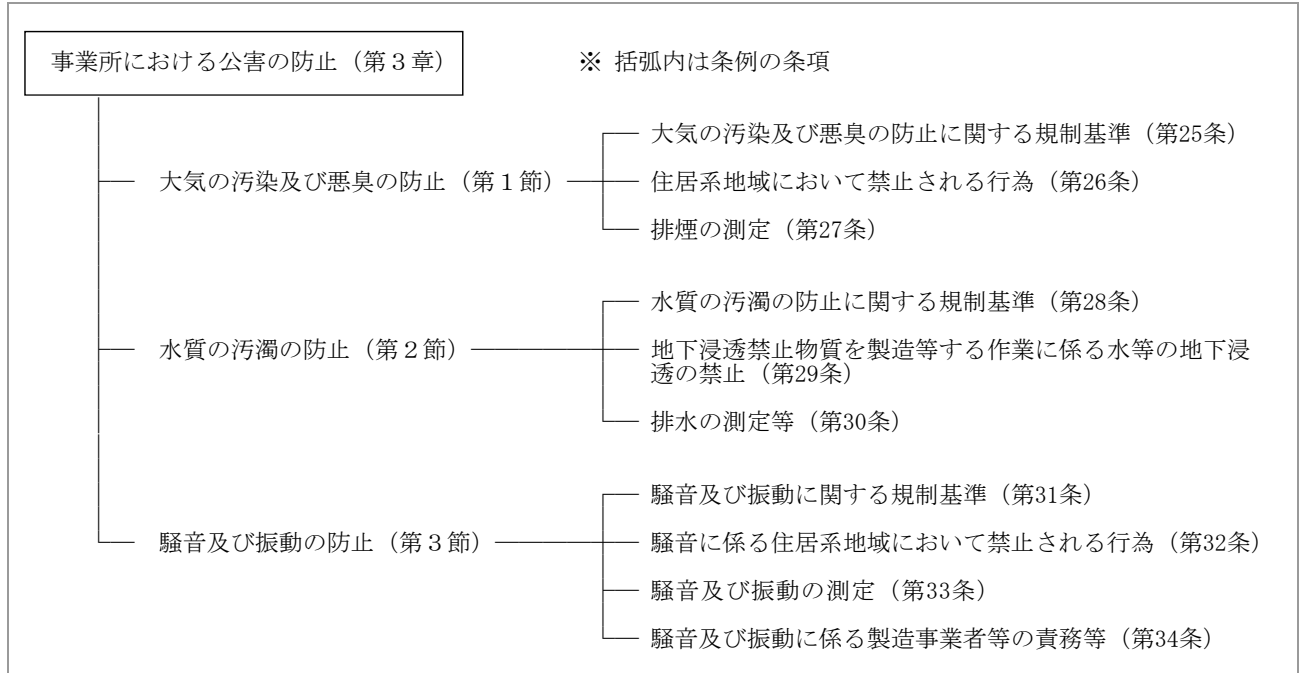 事業所における公害の防止（第３章）
※ 括弧内は条例の条項
大気の汚染及び悪臭の防止（第１節）
大気の汚染及び悪臭の防止に関する規制基準（第25条）
住居系地域において禁止される行為（第26条）
排煙の測定（第27条）
水質の汚濁の防止（第２節）
水質の汚濁の防止に関する規制基準（第28条）
地下浸透禁止物質を製造等する作業に係る水等の地下浸
透の禁止（第29条）
排水の測定等（第30条）
騒音及び振動の防止（第３節）
騒音及び振動に関する規制基準（第31条）
騒音に係る住居系地域において禁止される行為（第32条）
騒音及び振動の測定（第33条）
騒音及び振動に係る製造事業者等の責務等（第34条）